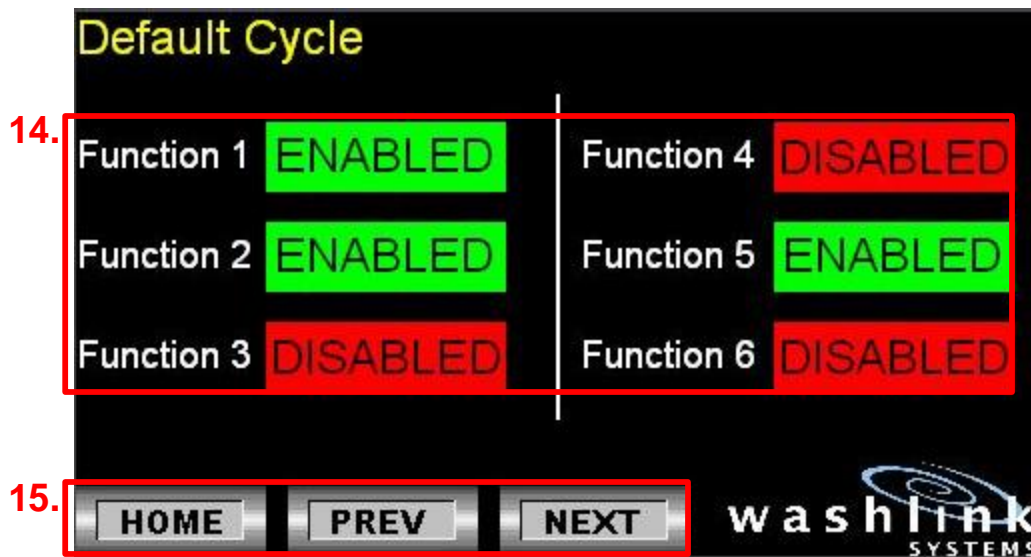 Default Cycle
14.
Function 1 ENABLED
Function 4 DISABLED
Function 2 ENABLED
Function 5 ENABLED
Function 3 DISABLED
Function 6 DISABLED
15.
HOME PREV NEXT
washlink
SYSTEMS